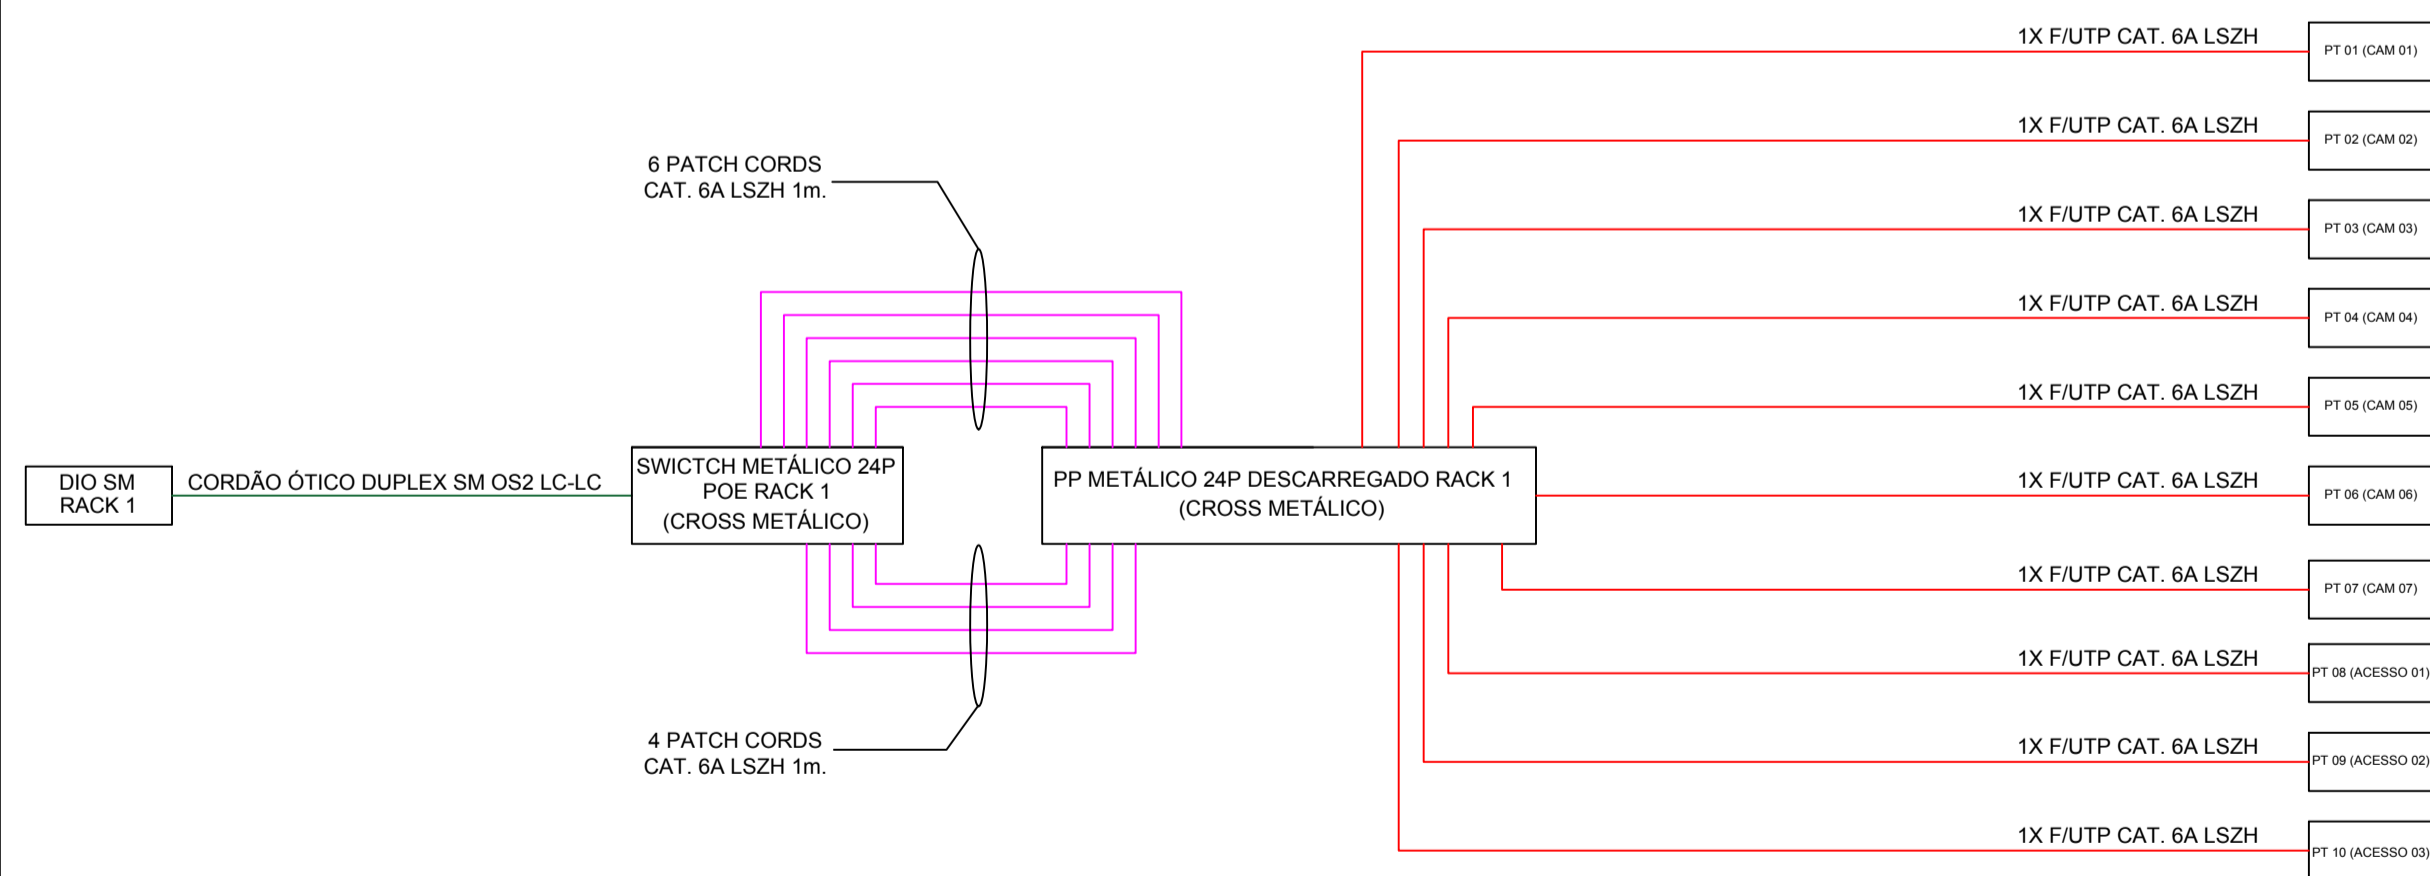 1X F/UTP CAT. 6A LSZH
PT 01 (CAM 01)
1X F/UTP CAT. 6A LSZH
PT 02 (CAM 02)
6 PATCH CORDS
CAT. 6A LSZH 1m.
1X F/UTP CAT. 6A LSZH
PT 03 (CAM 03)
1X F/UTP CAT. 6A LSZH
PT 04 (CAM 04)
1X F/UTP CAT. 6A LSZH
PT 05 (CAM 05)
DIO SM
RACK 1
CORDÃO ÓTICO DUPLEX SM OS2 LC-LC
SWICTCH METÁLICO 24P
POE RACK 1
(CROSS METÁLICO)
PP METÁLICO 24P DESCARREGADO RACK 1
(CROSS METÁLICO)
1X F/UTP CAT. 6A LSZH
PT 06 (CAM 06)
1X F/UTP CAT. 6A LSZH
PT 07 (CAM 07)
1X F/UTP CAT. 6A LSZH
PT 08 (ACESSO 01)
4 PATCH CORDS
CAT. 6A LSZH 1m.
1X F/UTP CAT. 6A LSZH
PT 09 (ACESSO 02)
1X F/UTP CAT. 6A LSZH
PT 10 (ACESSO 03)